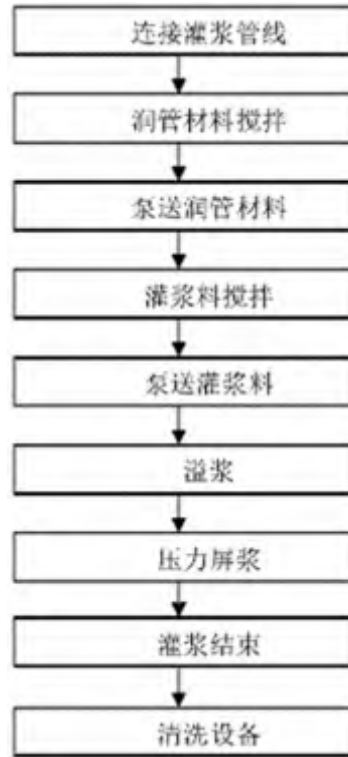 连接灌浆管线
润管材料搅拌
泵送润管材料
灌浆料搅拌
泵送灌浆料
溢浆
压力屏浆
灌浆结束
清洗设备